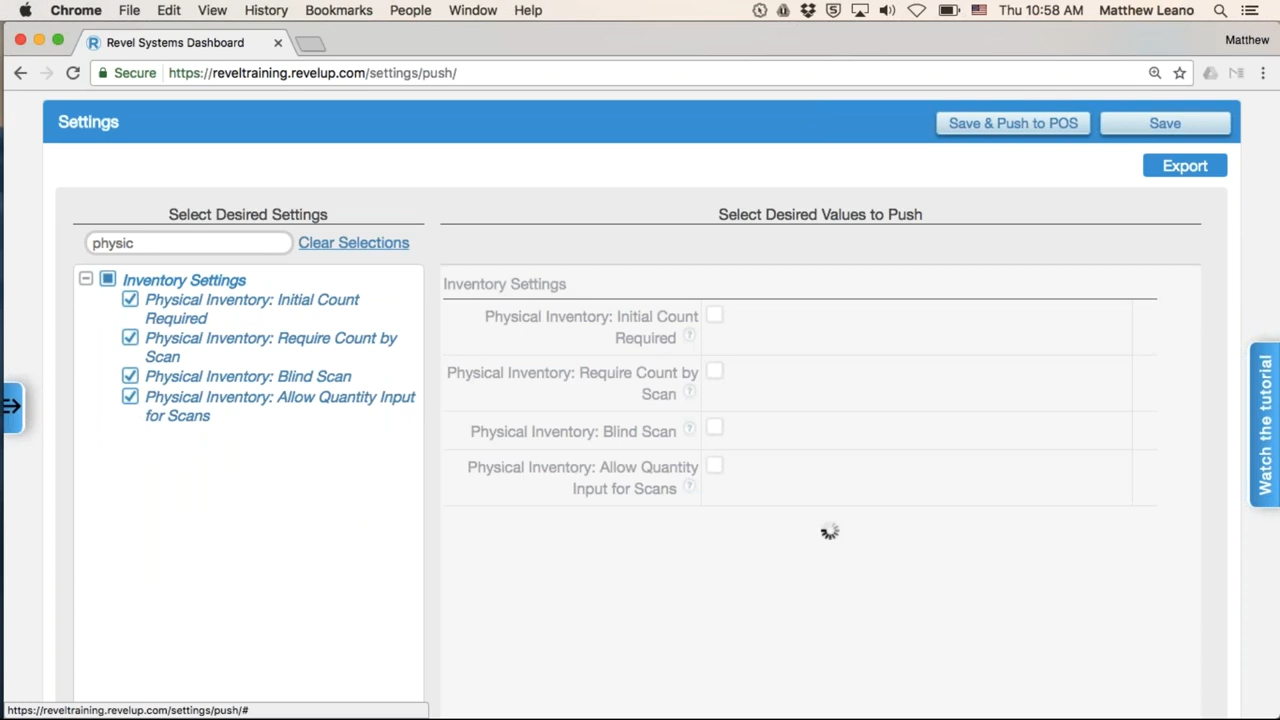 Chrome File Edit View History Bookmarks People Window Help Thu 10:58 AM Matthew Leano
Revel Systems Dashboard Matthew
Secure https://reveltraining.revelup.com/settings/push/
Settings Save & Push to POS Save
Export
Select Desired Settings Select Desired Values to Push
physic Clear Selections
Inventory Settings
Physical Inventory: Initial Count
Required
Physical Inventory: Require Count by
Scan
Physical Inventory: Blind Scan
Physical Inventory: Allow Quantity Input
for Scans
Inventory Settings
Physical Inventory: Initial Count
Required ?
Physical Inventory: Require Count by
Scan ?
Physical Inventory: Blind Scan ?
Physical Inventory: Allow Quantity
Input for Scans ?
Watch the tutorial
https://reveltraining.revelup.com/settings/push/#